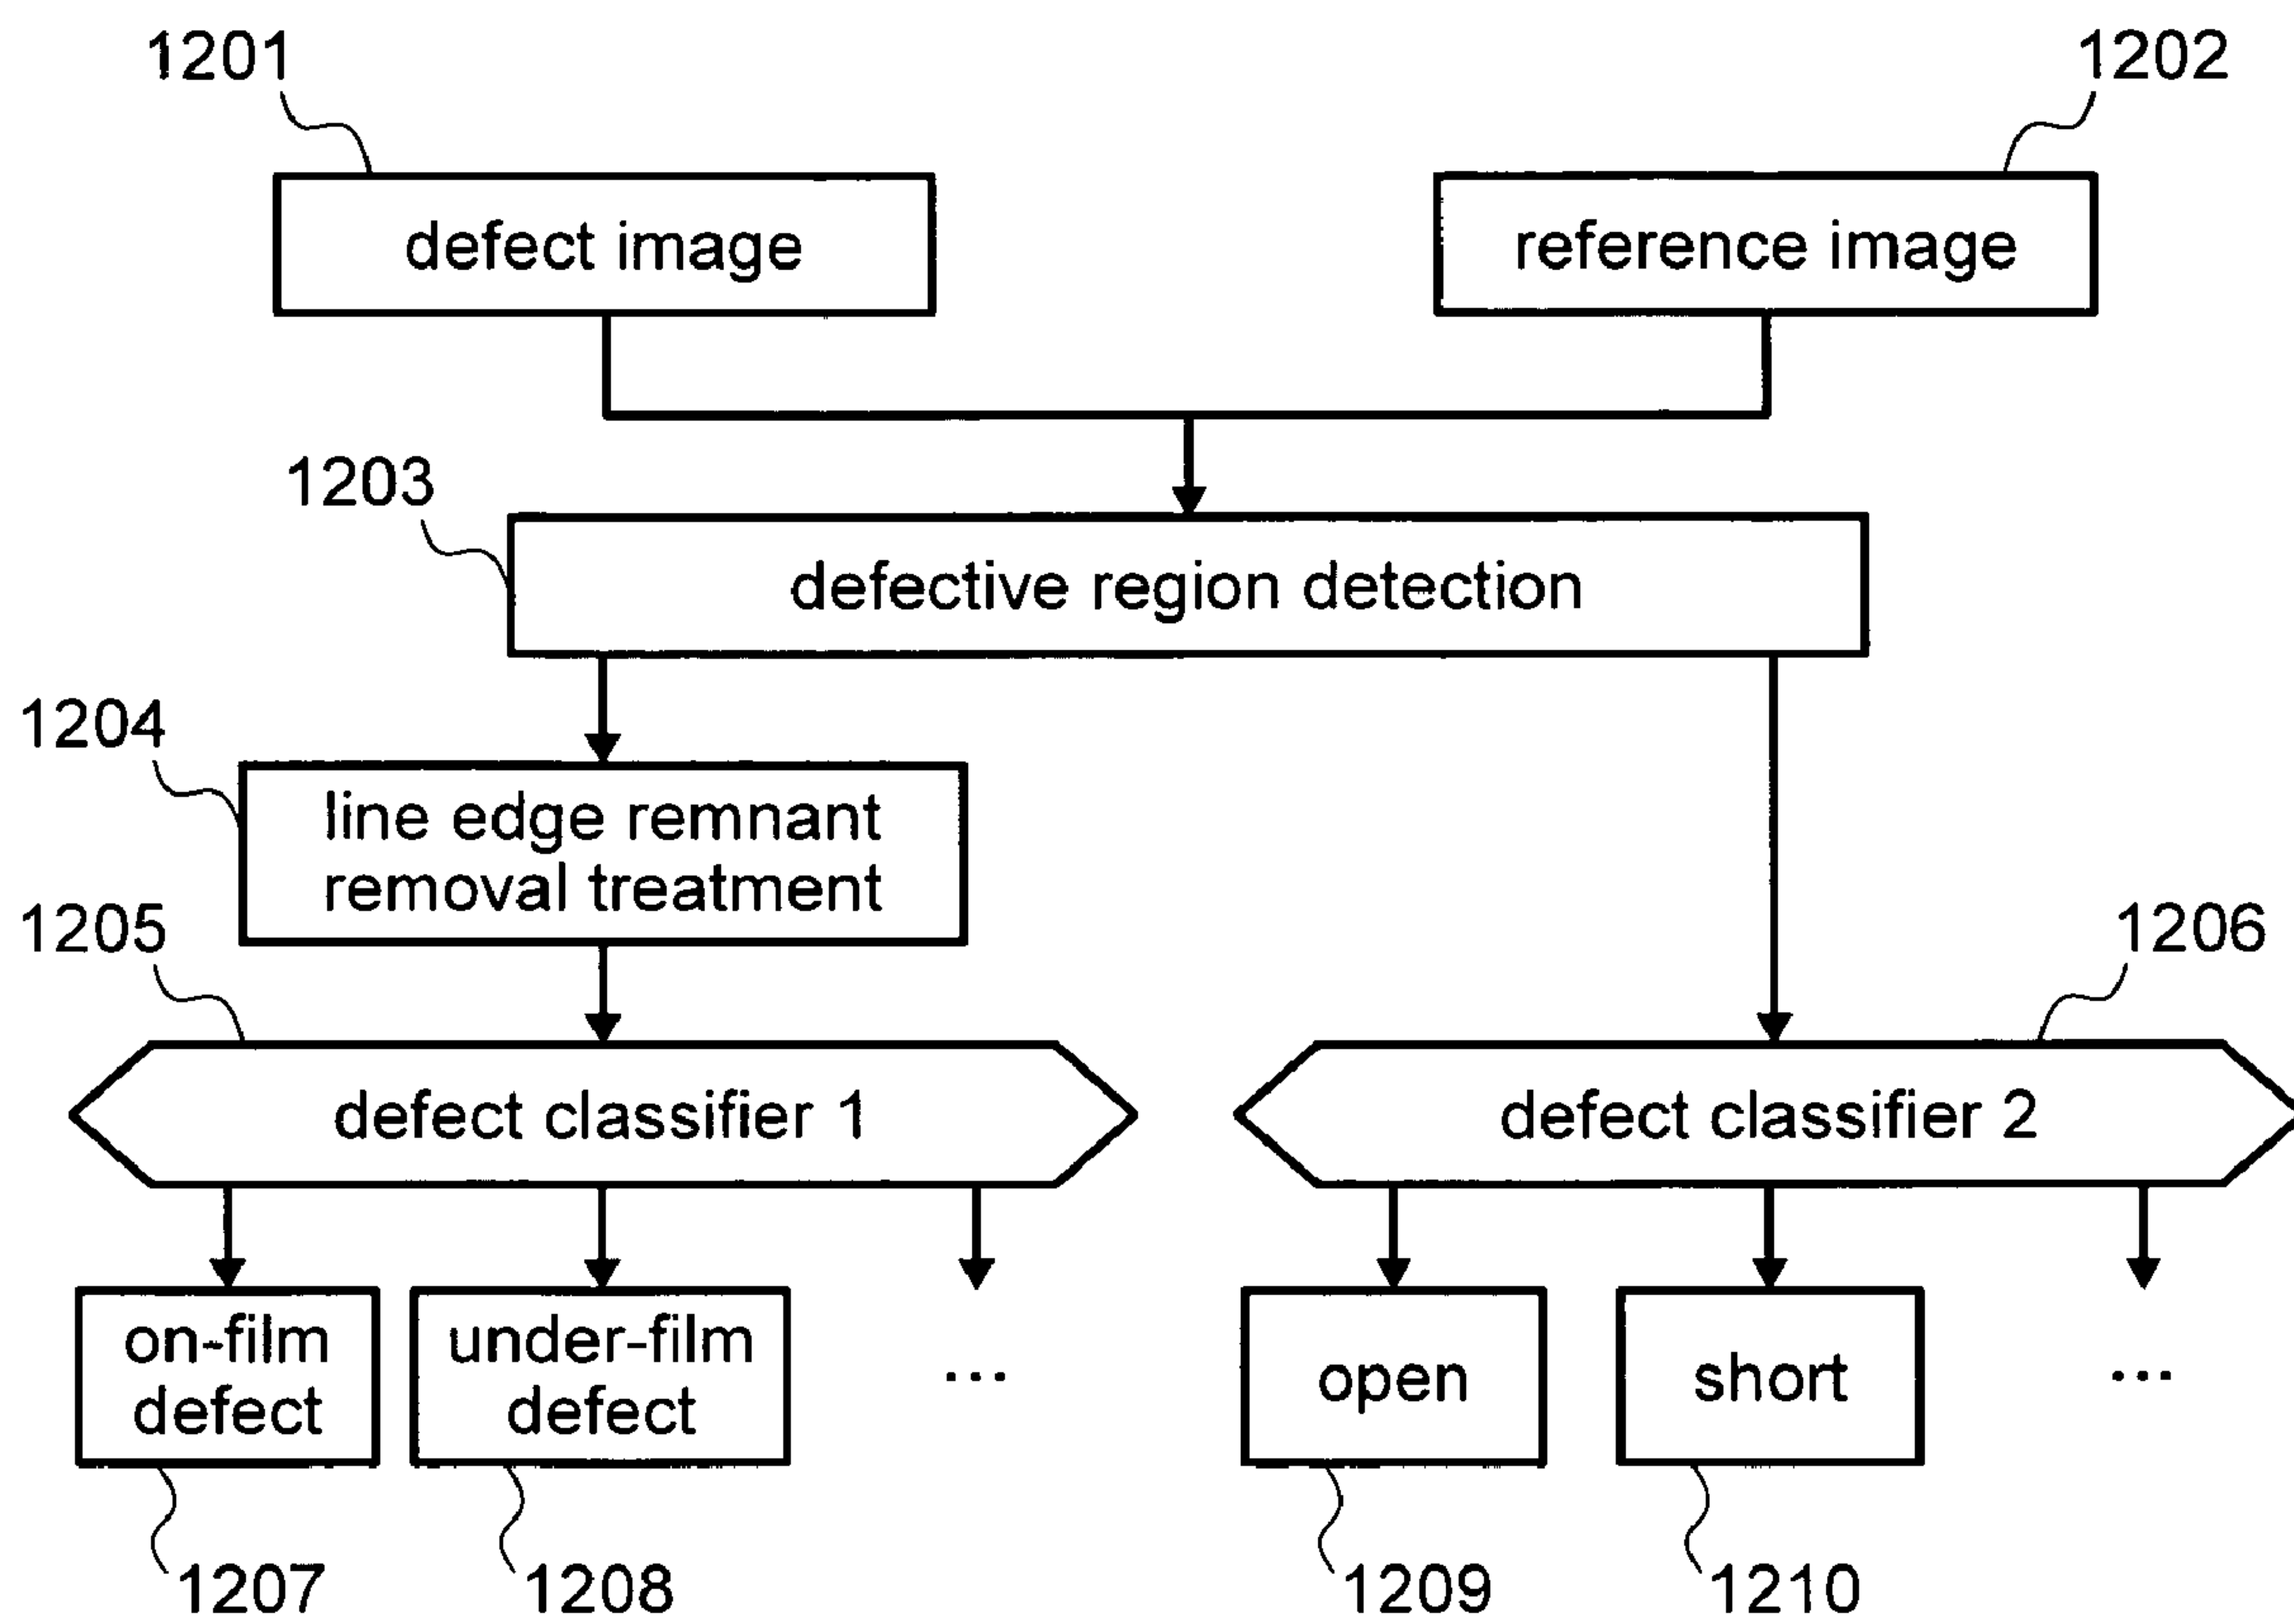 1201
1202
defect image
reference image
1203
defective region detection
1204
line edge remnant
removal treatment
1205
1206
defect classifier 1
defect classifier 2
on-film
defect
under-film
defect
...
open
short
...
1207
1208
1209
1210